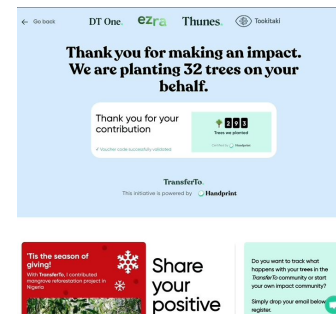 ← Go back
DT One.
ezra
Thunes.
Tookitaki
Thank you for making an impact.
We are planting 32 trees on your
behalf.
Thank you for your
contribution
✓ Voucher code successfully validated
293
Trees we planted
Handprint
TransferTo.
This initiative is powered by Handprint
'Tis the season of
giving!
With TransferTo, I contributed
mangrove reforestation project in
Nigeria
Share
your
positive
Do you want to track what
happens with your trees in the
TransferTo community or start
your own impact community?
Simply drop your email below
register.